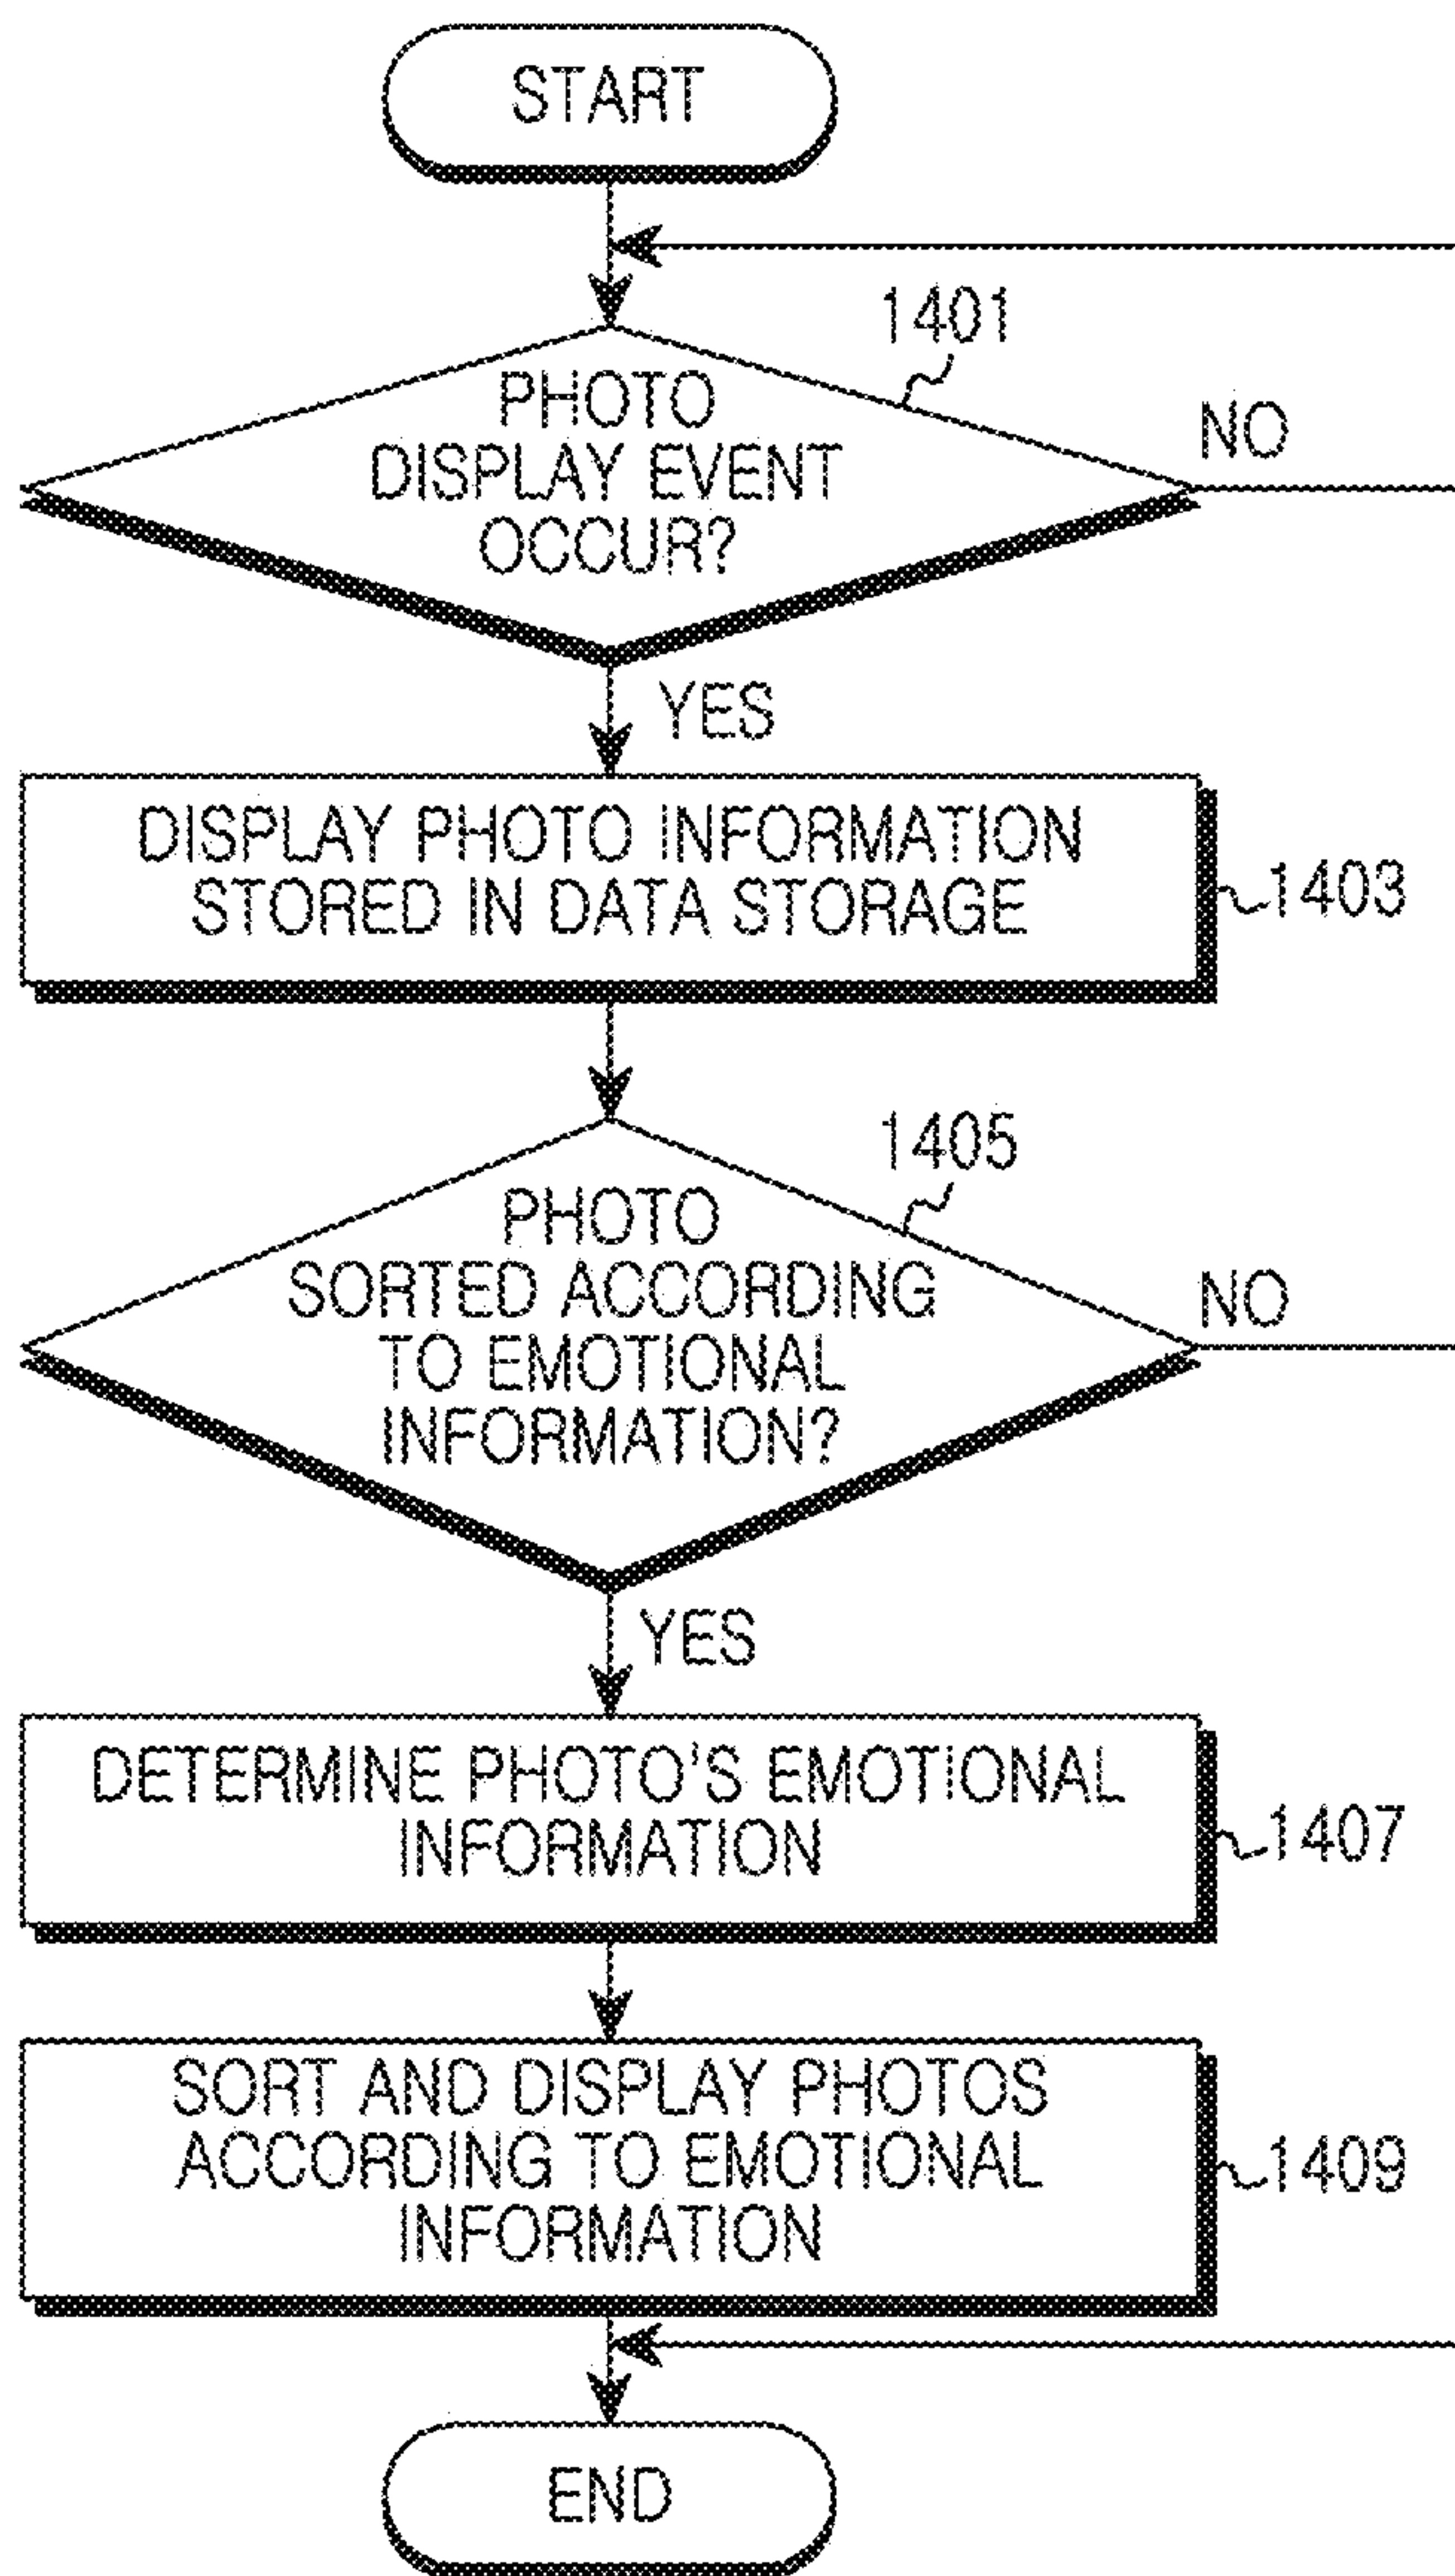 START
1401
PHOTO
DISPLAY EVENT
OCCUR?
NO
YES
DISPLAY PHOTO INFORMATION
STORED IN DATA STORAGE
1403
1405
PHOTO
SORTED ACCORDING
TO EMOTIONAL
INFORMATION?
NO
YES
DETERMINE PHOTO'S EMOTIONAL
INFORMATION
1407
SORT AND DISPLAY PHOTOS
ACCORDING TO EMOTIONAL
INFORMATION
1409
END